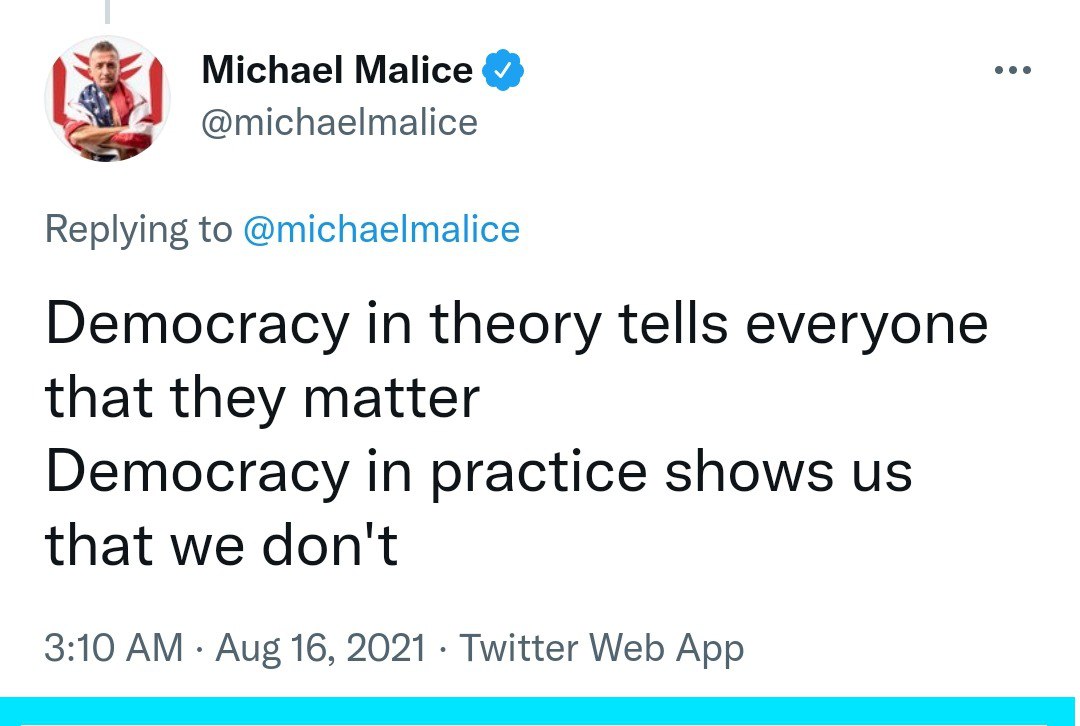 Michael Malice
@michaelmalice
Replying to @michaelmalice
Democracy in theory tells everyone
that they matter
Democracy in practice shows us
that we don't
3:10 AM · Aug 16, 2021 · Twitter Web App